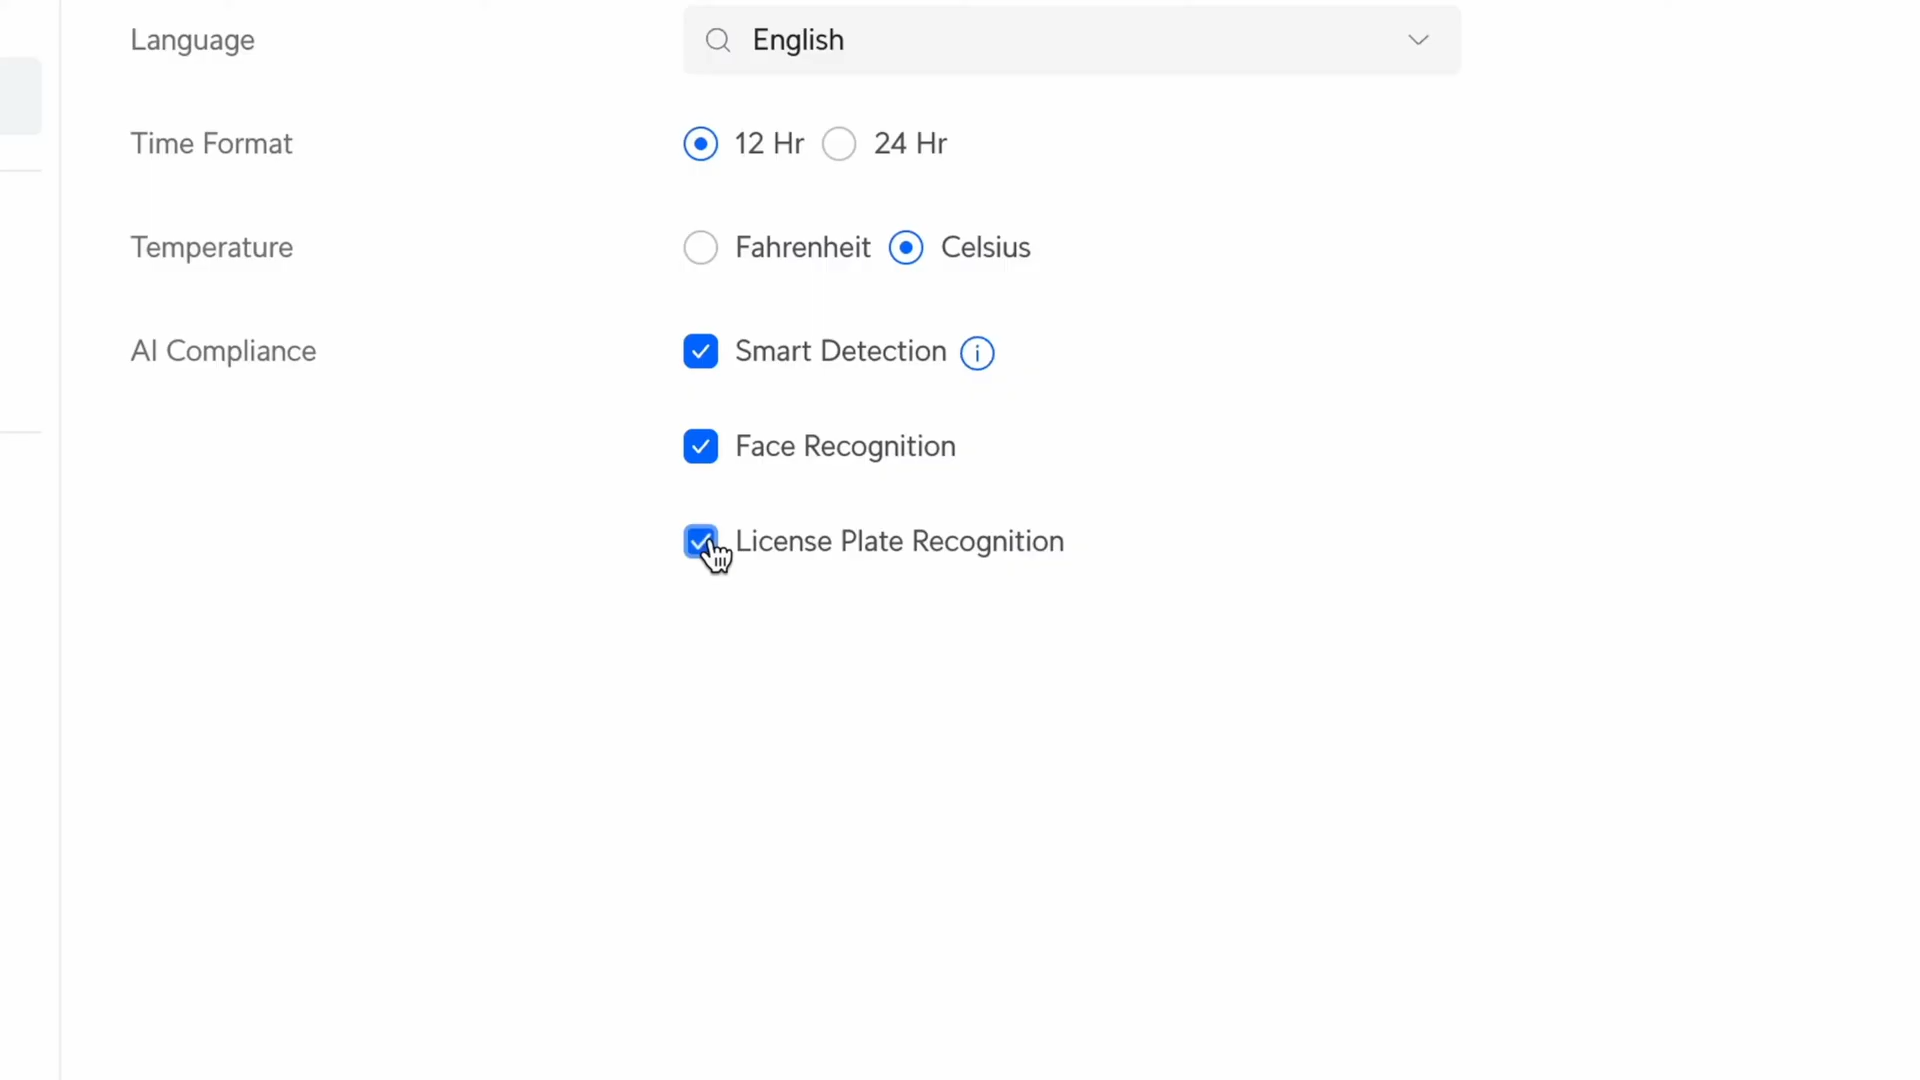 Language
English
Time Format
12 Hr
24 Hr
Temperature
Fahrenheit
Celsius
AI Compliance
Smart Detection
Face Recognition
License Plate Recognition